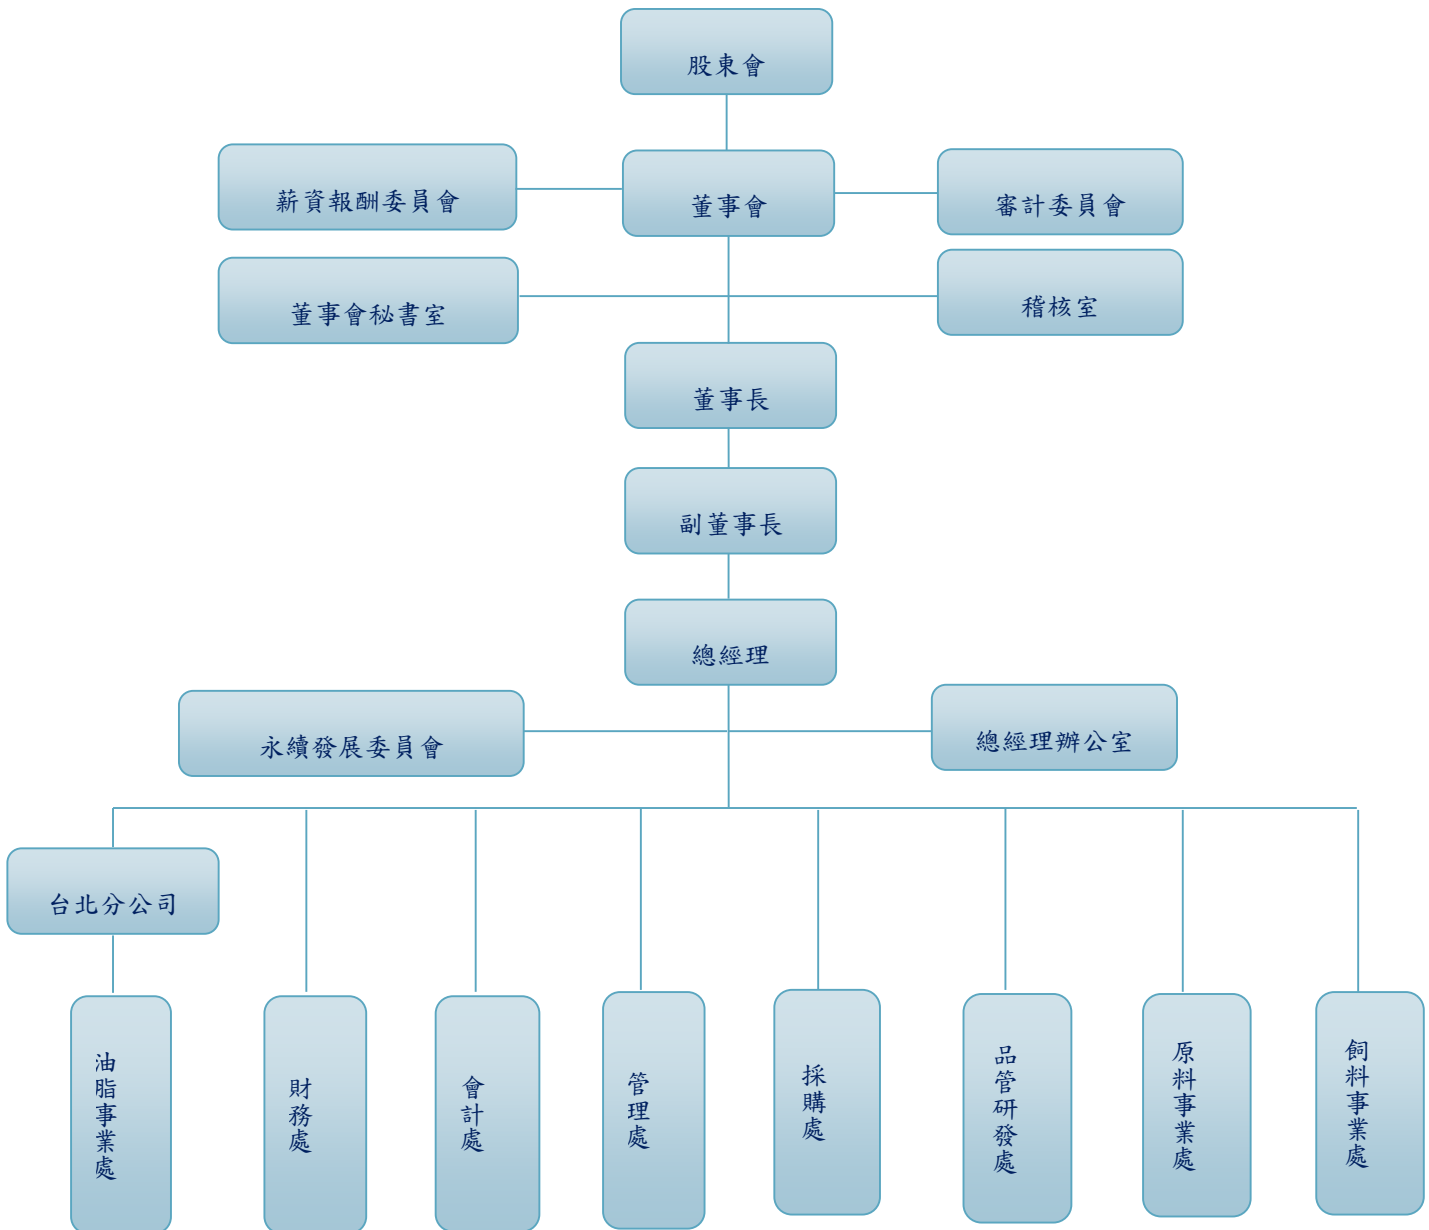 股東會
薪資報酬委員會
董事會
審計委員會
董事會秘書室
稽核室
董事長
副董事長
總經理
永續發展委員會
總經理辦公室
台北分公司
油脂事業處
財務處
會計處
管理處
採購處
品管研發處
原料事業處
飼料事業處